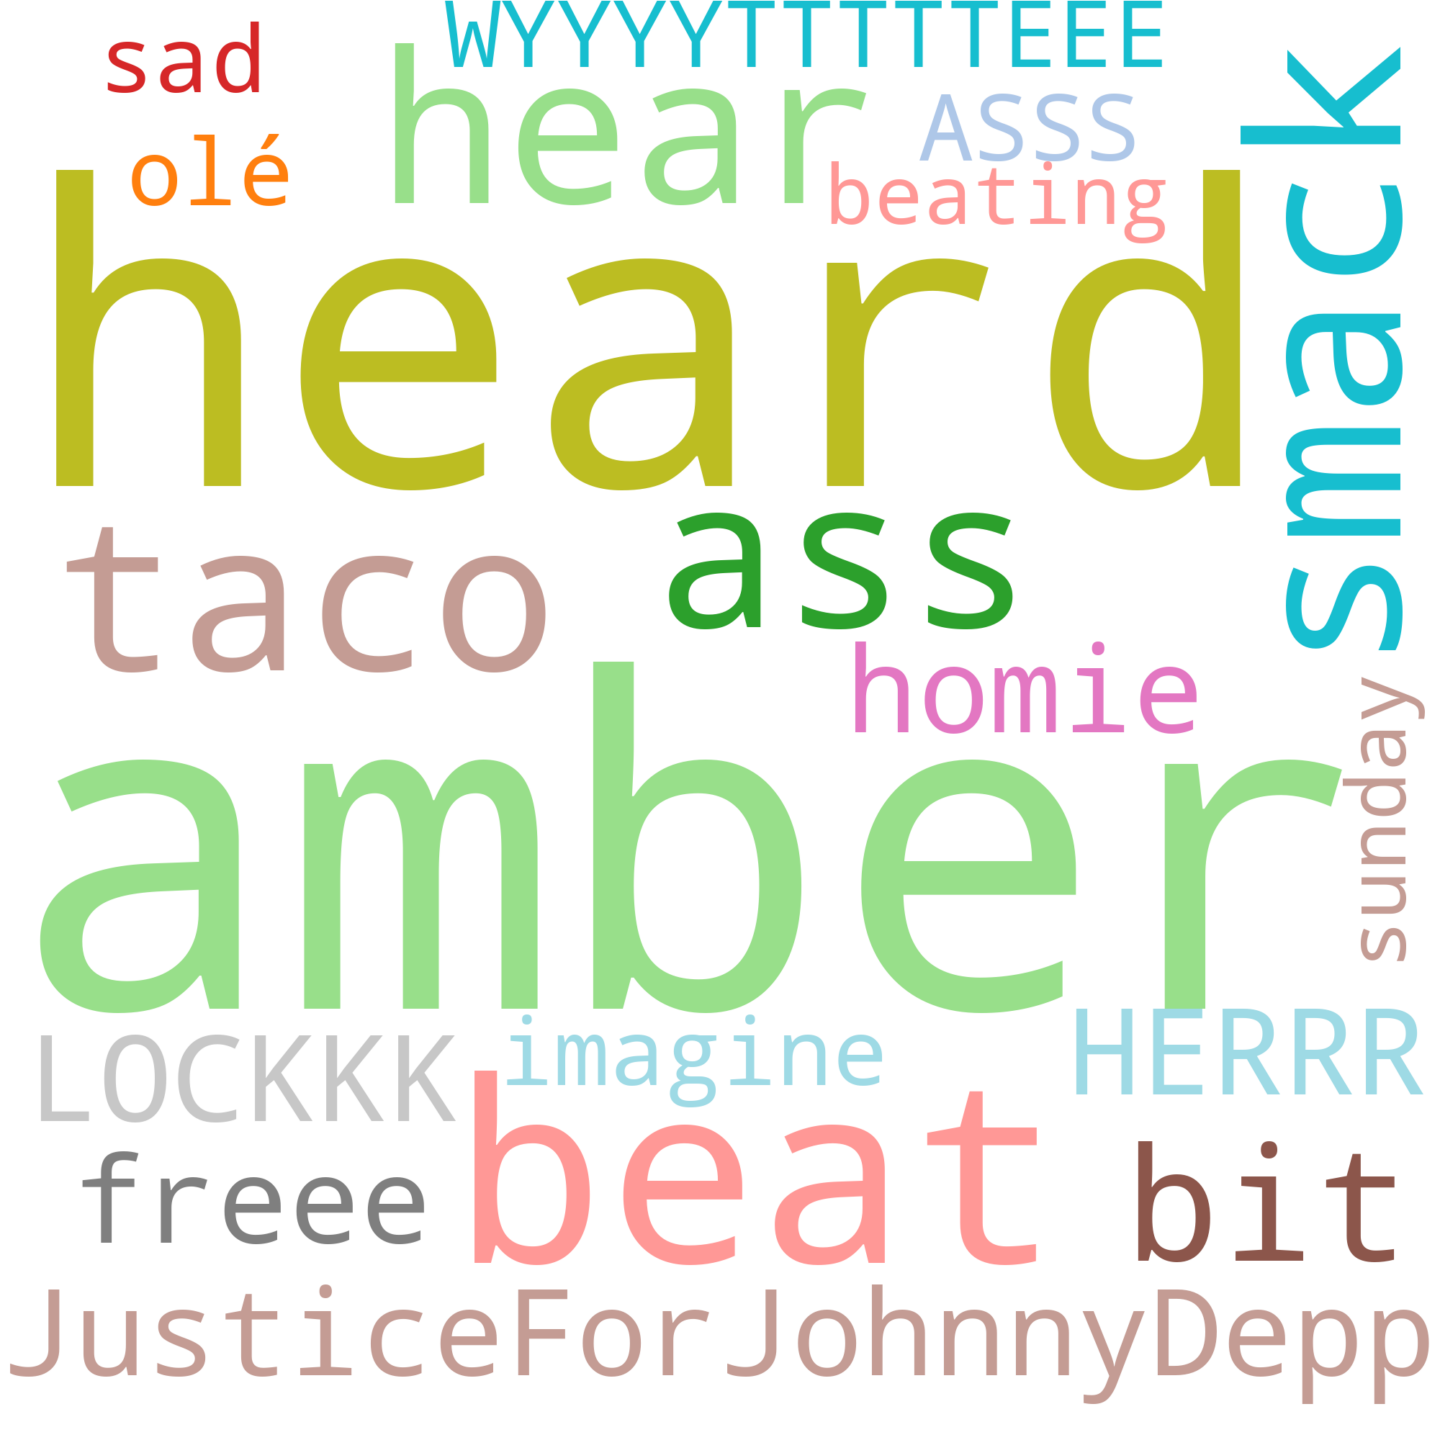 WYYYYTTTTTEEE
sad
hear
ASSS
smack
olé
beating
heard
taco
ass
homie
sunday
amber
LOCKKK
imagine
HERRR
freee
beat
bit
JusticeForJohnnyDepp